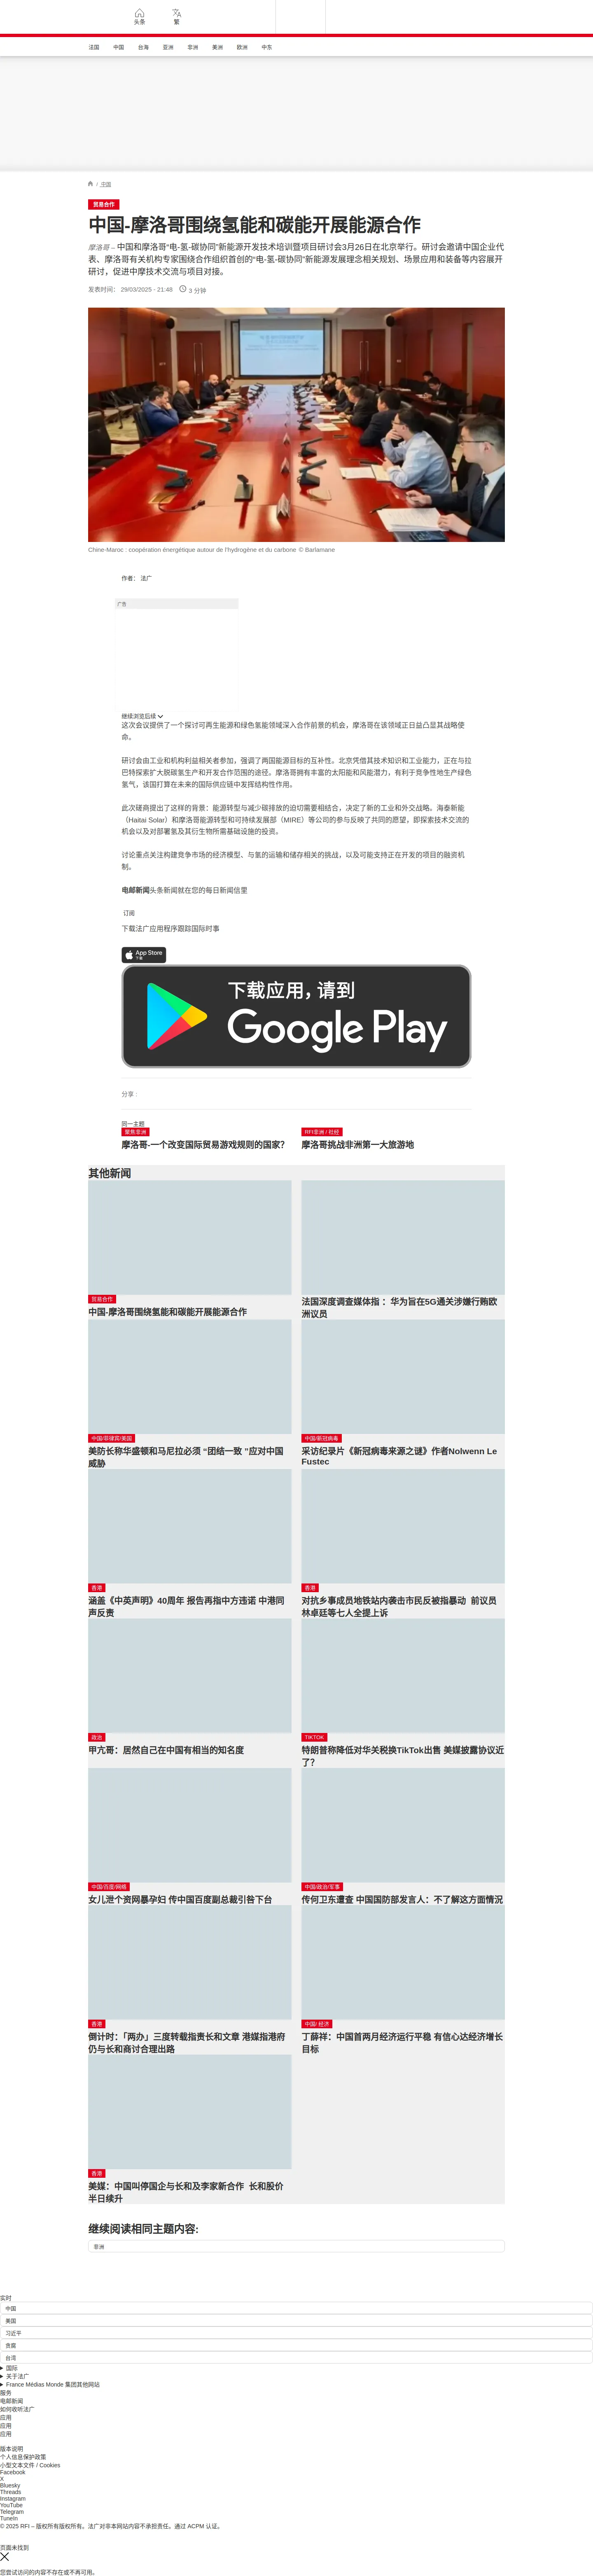 头条
繁
法国
中国
台海
亚洲
非洲
美洲
欧洲
中东
/ 中国
贸易合作
中国-摩洛哥围绕氢能和碳能开展能源合作
摩洛哥 – 中国和摩洛哥“电-氢-碳协同”新能源开发技术培训暨项目研讨会3月26日在北京举行。研讨会邀请中国企业代
表、摩洛哥有关机构专家围绕合作组织首创的“电-氢-碳协同”新能源发展理念相关规划、场景应用和装备等内容展开
研讨，促进中摩技术交流与项目对接。
发表时间： 29/03/2025 - 21:48
3 分钟
Chine-Maroc : coopération énergétique autour de l'hydrogène et du carbone © Barlamane
作者： 法广
广告
继续浏览后续
这次会议提供了一个探讨可再生能源和绿色氢能领域深入合作前景的机会，摩洛哥在该领域正日益凸显其战略使
命。
研讨会由工业和机构利益相关者参加，强调了两国能源目标的互补性。北京凭借其技术知识和工业能力，正在与拉
巴特探索扩大脱碳氢生产和开发合作范围的途径。摩洛哥拥有丰富的太阳能和风能潜力，有利于竞争性地生产绿色
氢气，该国打算在未来的国际供应链中发挥结构性作用。
此次磋商提出了这样的背景：能源转型与减少碳排放的迫切需要相结合，决定了新的工业和外交战略。海泰新能
（Haitai Solar）和摩洛哥能源转型和可持续发展部（MIRE）等公司的参与反映了共同的愿望，即探索技术交流的
机会以及对部署氢及其衍生物所需基础设施的投资。
讨论重点关注构建竞争市场的经济模型、与氢的运输和储存相关的挑战，以及可能支持正在开发的项目的融资机
制。
电邮新闻头条新闻就在您的每日新闻信里
订阅
下载法广应用程序跟踪国际时事
App Store
下载
下载应用，请到
Google Play
分享 :
同一主题
聚焦非洲
摩洛哥-一个改变国际贸易游戏规则的国家？
RFI非洲 / 社经
摩洛哥挑战非洲第一大旅游地
其他新闻
贸易合作
中国-摩洛哥围绕氢能和碳能开展能源合作
法国深度调查媒体指 ：华为旨在5G通关涉嫌行贿欧
洲议员
中国/菲律宾/美国
美防长称华盛顿和马尼拉必须 “团结一致 ”应对中国
威胁
中国/新冠病毒
采访纪录片《新冠病毒来源之谜》作者Nolwenn Le
Fustec
香港
涵盖《中英声明》40周年 报告再指中方违诺 中港同
声反责
香港
对抗乡事成员地铁站内袭击市民反被指暴动 前议员
林卓廷等七人全提上诉
政治
甲亢哥：居然自己在中国有相当的知名度
TIKTOK
特朗普称降低对华关税换TikTok出售 美媒披露协议近
了？
中国/百度/网络
女儿泄个资网暴孕妇 传中国百度副总裁引咎下台
中国/政治/军事
传何卫东遭查 中国国防部发言人：不了解这方面情況
香港
倒计时：「两办」三度转载指责长和文章 港媒指港府
仍与长和商讨合理出路
中国/ 经济
丁薛祥：中国首两月经济运行平稳 有信心达经济增长
目标
香港
美媒：中国叫停国企与长和及李家新合作 长和股价
半日续升
继续阅读相同主题内容:
非洲
实时
中国
美国
习近平
贪腐
台湾
国际
关于法广
France Médias Monde 集团其他网站
服务
电邮新闻
如何收听法广
应用
应用
应用
版本说明
个人信息保护政策
小型文本文件 / Cookies
Facebook
X
Bluesky
Threads
Instagram
YouTube
Telegram
TuneIn
© 2025 RFI – 版权所有版权所有。法广对非本网站内容不承担责任。通过 ACPM 认证。
页面未找到
您尝试访问的内容不存在或不再可用。